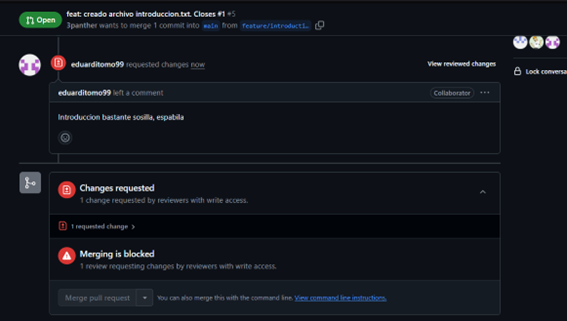 Open
feat: creado archivo introduccion.txt. Closes #1 #5
3panther wants to merge 1 commit into main from feature/introducti...
eduarditomo99 requested changes now
View reviewed changes
Lock conversa
eduarditomo99 left a comment
Collaborator
Introduccion bastante sosilla, espabila
Changes requested
1 change requested by reviewers with write access.
1 requested change
Merging is blocked
1 review requesting changes by reviewers with write access.
Merge pull request
You can also merge this with the command line. View command line instructions.